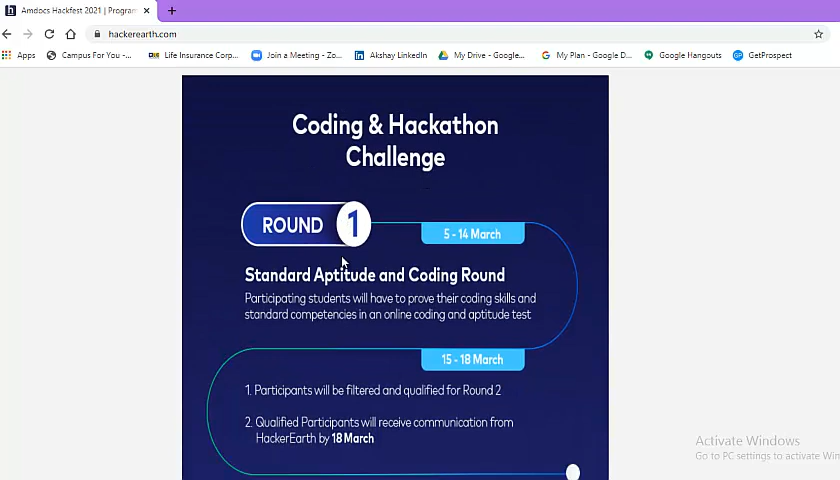 Amdocs Hackfest 2021 | Program
hackerearth.com
Apps
Campus For You -...
Life Insurance Corp...
Join a Meeting - Zo...
Akshay LinkedIn
My Drive - Google...
My Plan - Google D...
Google Hangouts
GetProspect
Coding & Hackathon
Challenge
ROUND 1
5 - 14 March
Standard Aptitude and Coding Round
Participating students will have to prove their coding skills and
standard competencies in an online coding and aptitude test
15 - 18 March
1. Participants will be filtered and qualified for Round 2
2. Qualified Participants will receive communication from
HackerEarth by 18 March
Activate Windows
Go to PC settings to activate Win